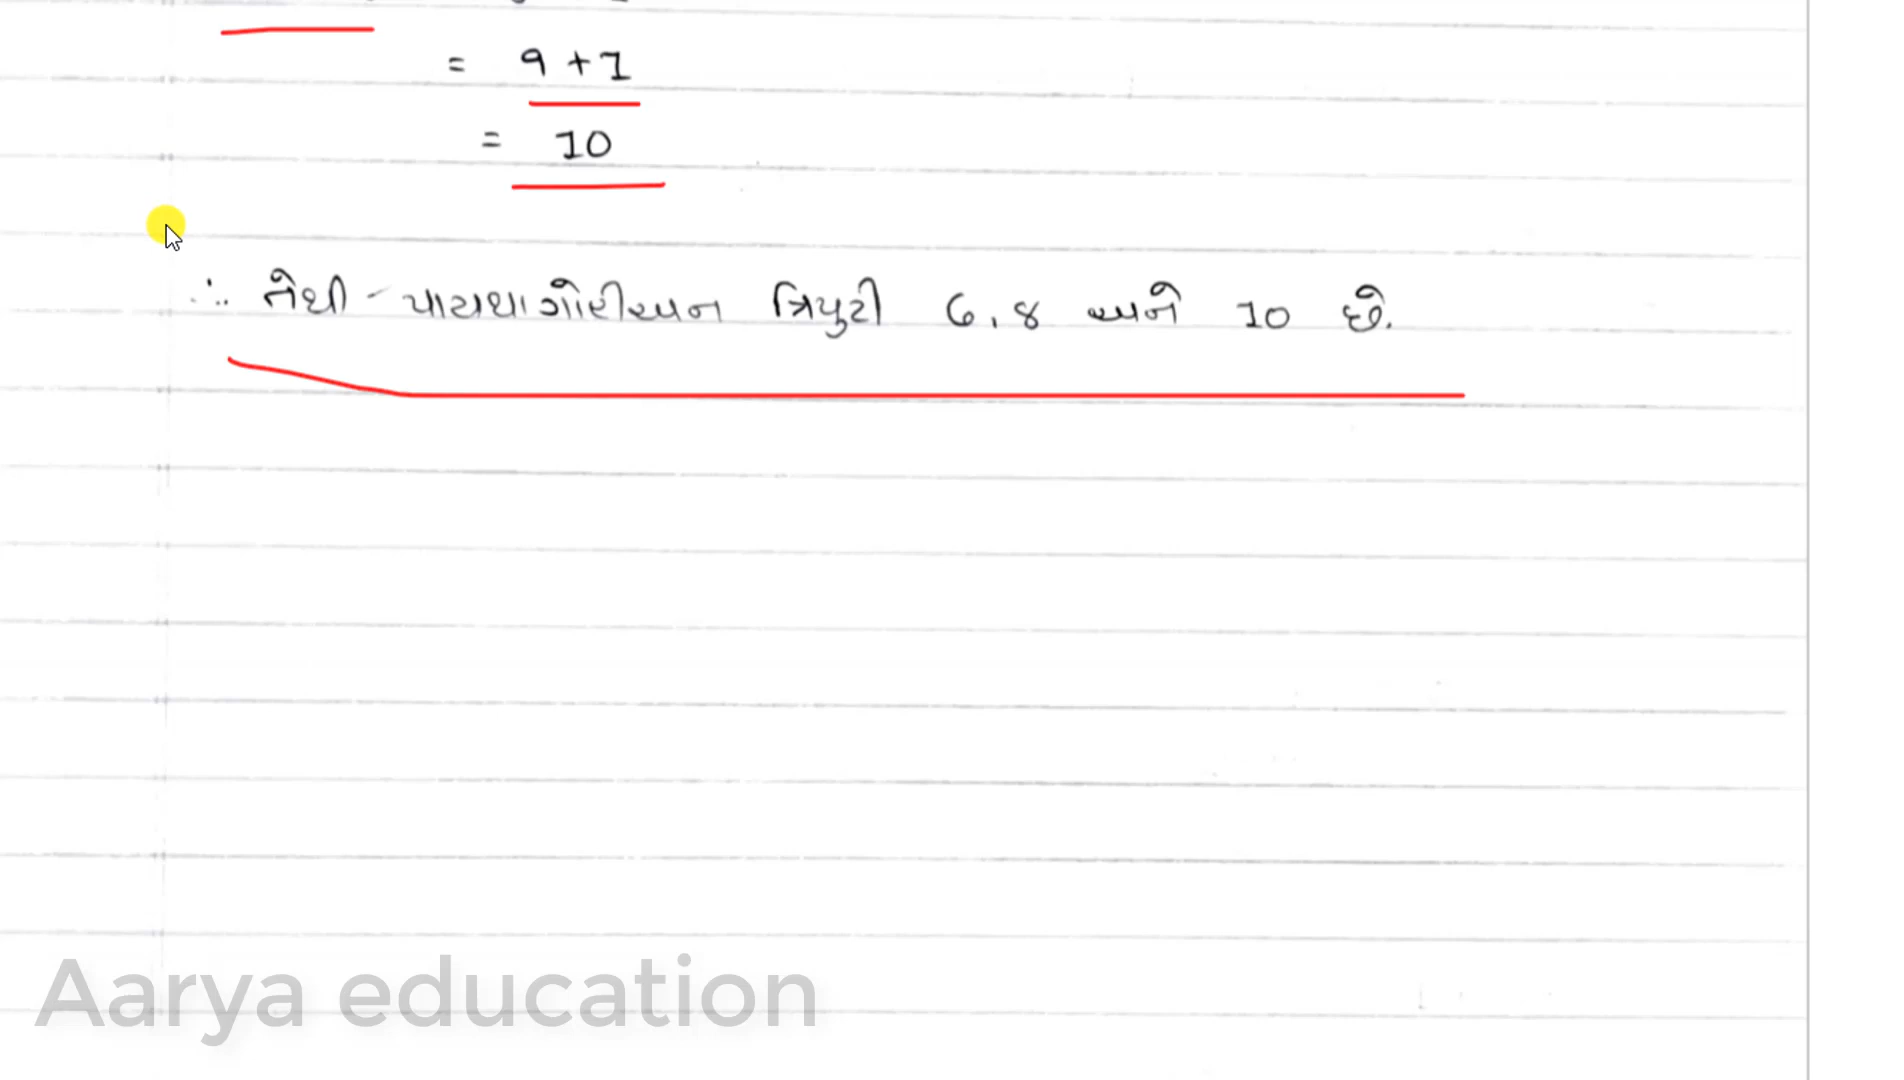 = 9 + 1
= 10
∴ તેથી - પાયથાગોરીયન ત્રિપુટી 6, 8 અને 10 છે.
Aarya education